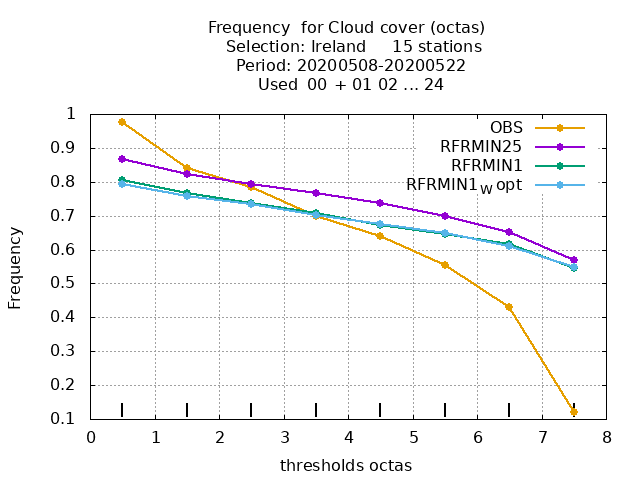 Frequency  for Cloud cover (octas)
Selection: Ireland     15 stations
Period: 20200508-20200522
Used  00  + 01 02 ... 24
OBS
RFRMIN25
RFRMIN1
RFRMIN1w opt
Frequency
1
0.9
0.8
0.7
0.6
0.5
0.4
0.3
0.2
0.1
0 1 2 3 4 5 6 7 8
thresholds octas